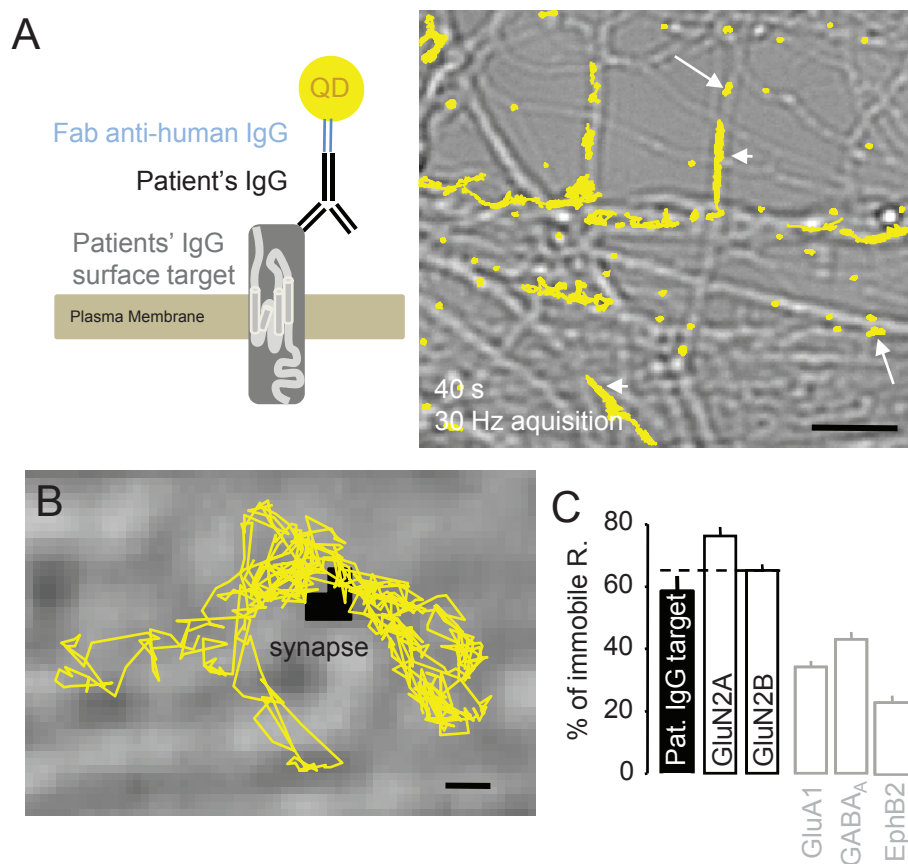 A
QD
Fab anti-human IgG
Patient's IgG
Patients' IgG
surface target
Plasma Membrane
40 s
30 Hz aquisition
B
synapse
C
% of immobile R.
80
60
40
20
0
Pat. IgG target
GluN2A
GluN2B
GluA1
GABAA
EphB2